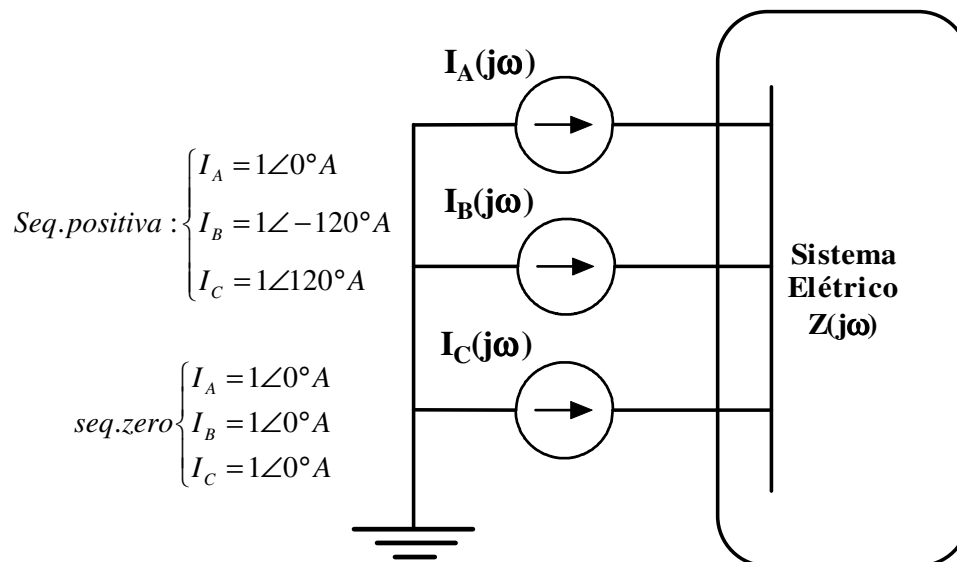 I_A(jω)
Seq.positiva : { I_A = 1∠0° A
I_B = 1∠−120° A
I_C = 1∠120° A
I_B(jω)
Sistema
Elétrico
Z(jω)
I_C(jω)
seq.zero { I_A = 1∠0° A
I_B = 1∠0° A
I_C = 1∠0° A